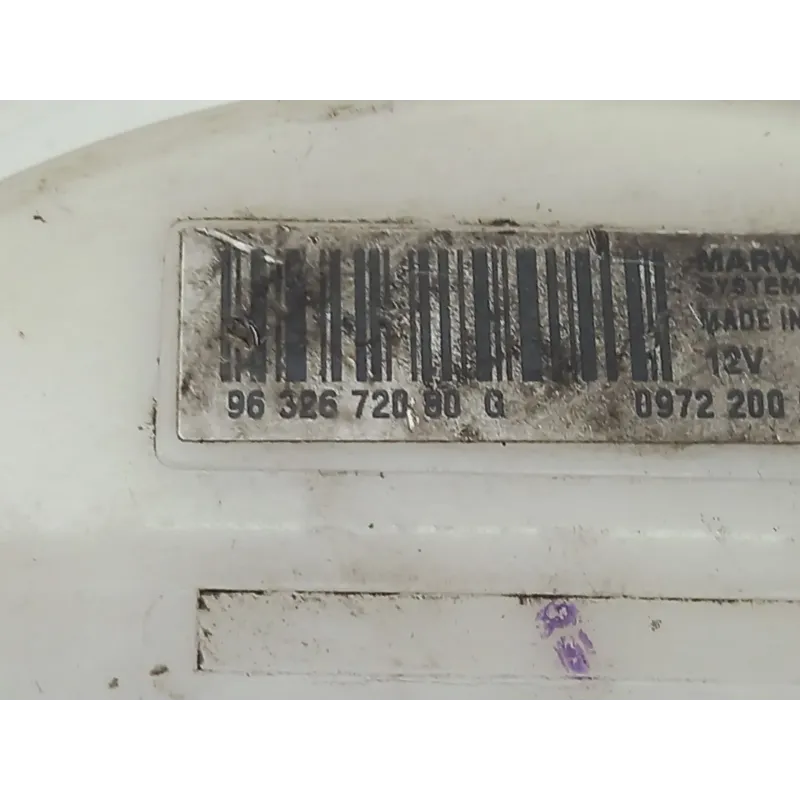 MARW
SYSTEM
MADE IN
12V
96 326 720 80 G
0972 200